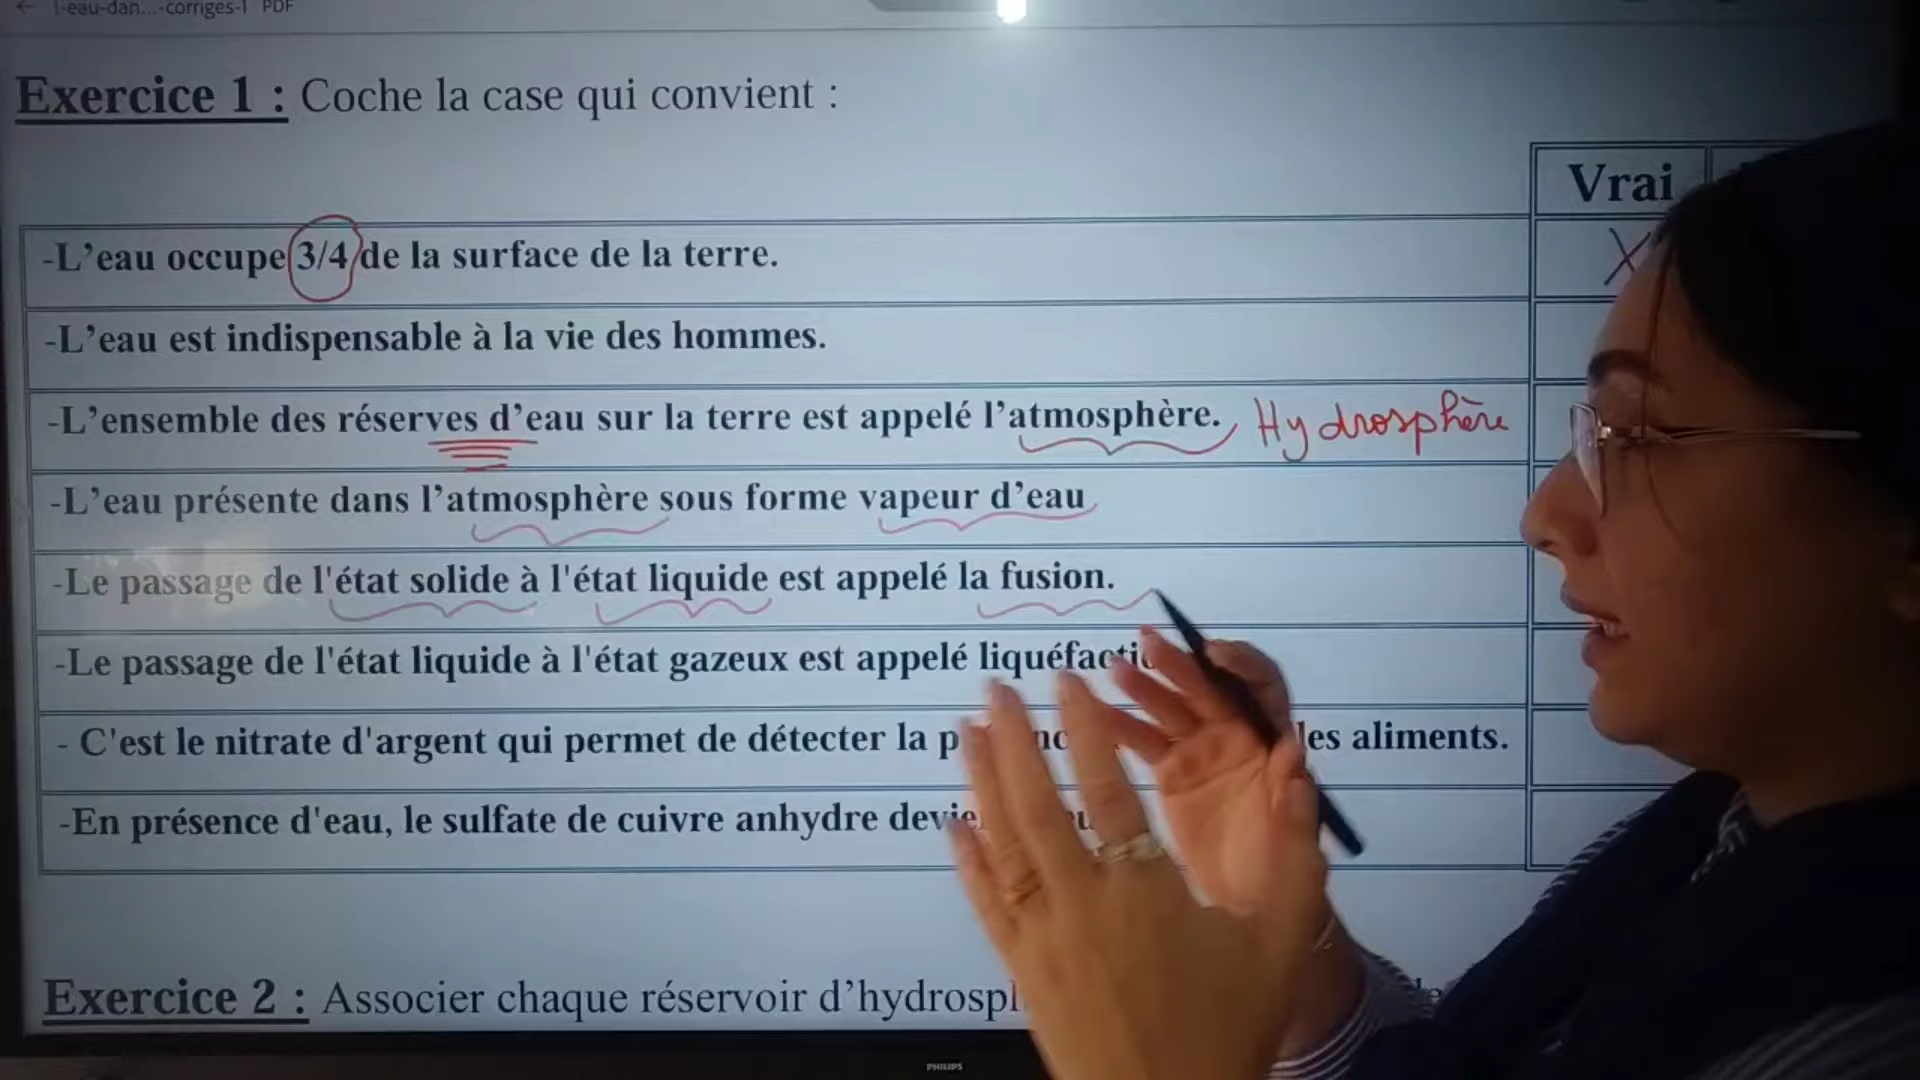 l-eau-dan...-corriges-1 PDF
Exercice 1 : Coche la case qui convient :
Vrai
-L’eau occupe 3/4 de la surface de la terre.
X
-L’eau est indispensable à la vie des hommes.
-L’ensemble des réserves d’eau sur la terre est appelé l’atmosphère. Hydrosphère
-L’eau présente dans l’atmosphère sous forme vapeur d’eau
-Le passage de l'état solide à l'état liquide est appelé la fusion.
-Le passage de l'état liquide à l'état gazeux est appelé
- C'est le nitrate d'argent qui permet de détecter la les aliments.
-En présence d'eau, le sulfate de cuivre anhydre
Exercice 2 : Associer chaque réservoir
PHILIPS